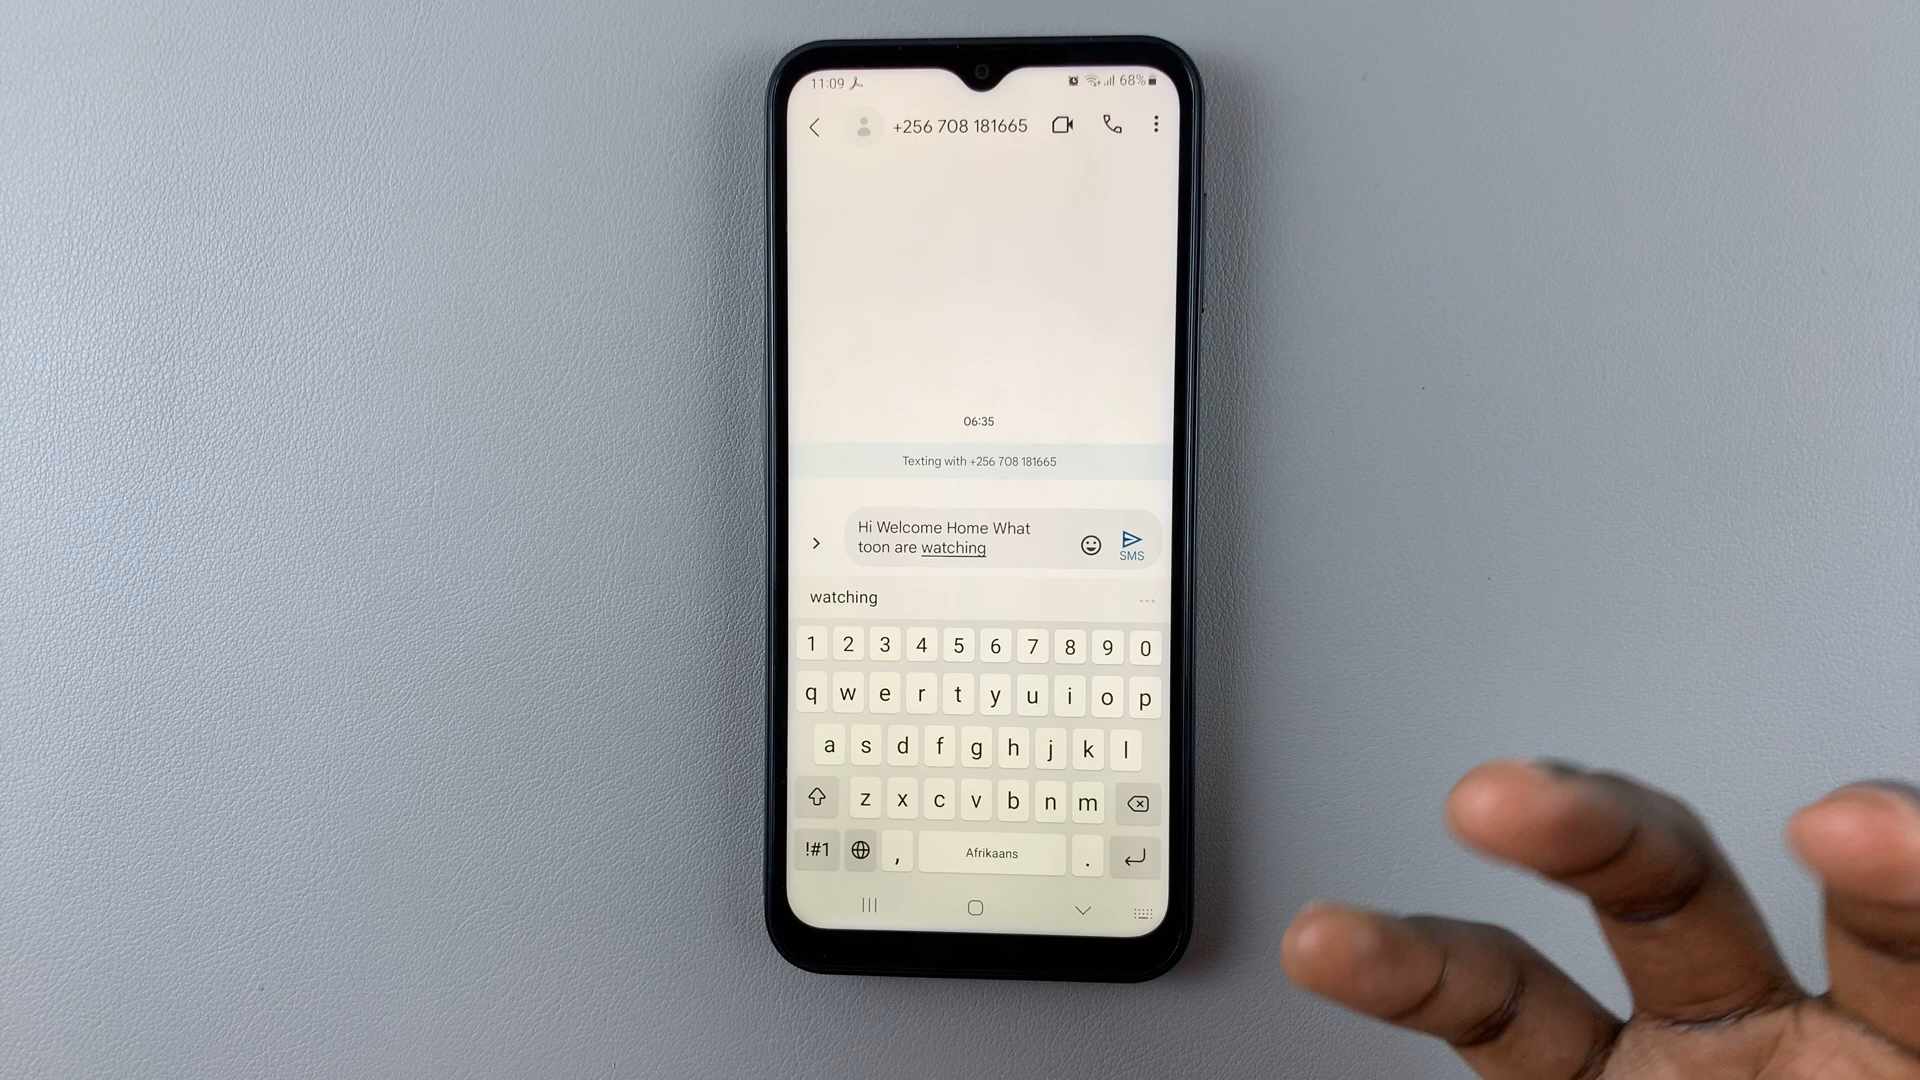 11:09
68%
+256 708 181665
06:35
Texting with +256 708 181665
Hi Welcome Home What
toon are watching
SMS
watching
1 2 3 4 5 6 7 8 9 0
q w e r t y u i o p
a s d f g h j k l
z x c v b n m
!#1 , Afrikaans .